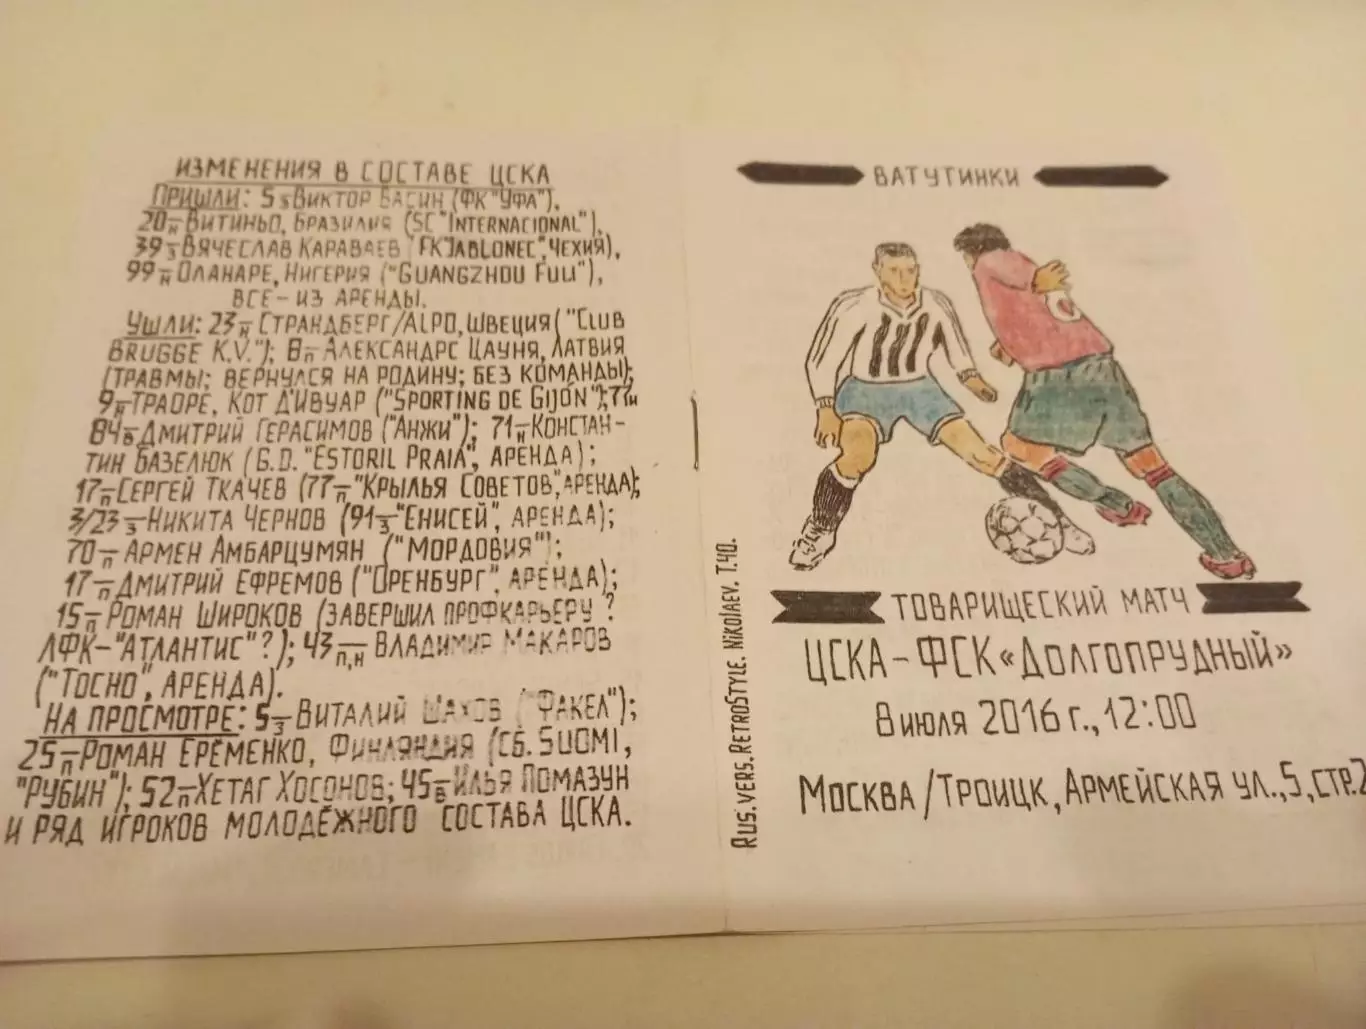 ИЗМЕНЕНИЯ В СОСТАВЕ ЦСКА
ПРИШЛИ: 5-З ВИКТОР ВАСИН (ФК "УФА"),
20-Н ВИТИНЬО, БРАЗИЛИЯ (SC "INTERNACIONAL"),
39-З ВЯЧЕСЛАВ КАРАВАЕВ (FK "JABLONEC", ЧЕХИЯ),
99-Н ОЛАНАРЕ, НИГЕРИЯ ("GUANGZHOU FULI"),
ВСЕ - ИЗ АРЕНДЫ.
УШЛИ: 23-Н СТРАНДБЕРГ/ALPO, ШВЕЦИЯ ("CLUB
BRUGGE K.V."); 8-П АЛЕКСАНДРС ЦАУНЯ, ЛАТВИЯ
(ТРАВМЫ; ВЕРНУЛСЯ НА РОДИНУ; БЕЗ КОМАНДЫ);
9-Н ТРАОРЕ, КОТ Д'ИВУАР ("SPORTING DE GIJÓN"); 77-Н
84-В ДМИТРИЙ ГЕРАСИМОВ ("АНЖИ"); 71-Н КОНСТАН-
ТИН БАЗЕЛЮК (G.D. "ESTORIL PRAIA", АРЕНДА);
17-П СЕРГЕЙ ТКАЧЕВ (77-П "КРЫЛЬЯ СОВЕТОВ", АРЕНДА);
3/23-З НИКИТА ЧЕРНОВ (91-З "ЕНИСЕЙ", АРЕНДА);
70-П АРМЕН АМБАРЦУМЯН ("МОРДОВИЯ");
17-П ДМИТРИЙ ЕФРЕМОВ ("ОРЕНБУРГ", АРЕНДА);
15-П РОМАН ШИРОКОВ (ЗАВЕРШИЛ ПРОФКАРЬЕРУ?
ЛФК-"АТЛАНТИС"?); 43-П,Н ВЛАДИМИР МАКАРОВ
("ТОСНО", АРЕНДА).
НА ПРОСМОТРЕ: 5-З ВИТАЛИЙ ШАХОВ ("ФАКЕЛ");
25-П РОМАН ЕРЕМЕНКО, ФИНЛЯНДИЯ (СБ. SUOMI,
"РУБИН"); 52-П ХЕТАГ ХОСОНОВ; 45-В ИЛЬЯ ПОМАЗУН
И РЯД ИГРОКОВ МОЛОДЁЖНОГО СОСТАВА ЦСКА.
RUS. VERS. RETROSTYLE. NIKOLAEV. T.40.
ВАТУТИНКИ
ТОВАРИЩЕСКИЙ МАТЧ
ЦСКА - ФСК «ДОЛГОПРУДНЫЙ»
8 ИЮЛЯ 2016 Г., 12:00
МОСКВА/ТРОИЦК, АРМЕЙСКАЯ УЛ., 5, СТР.2